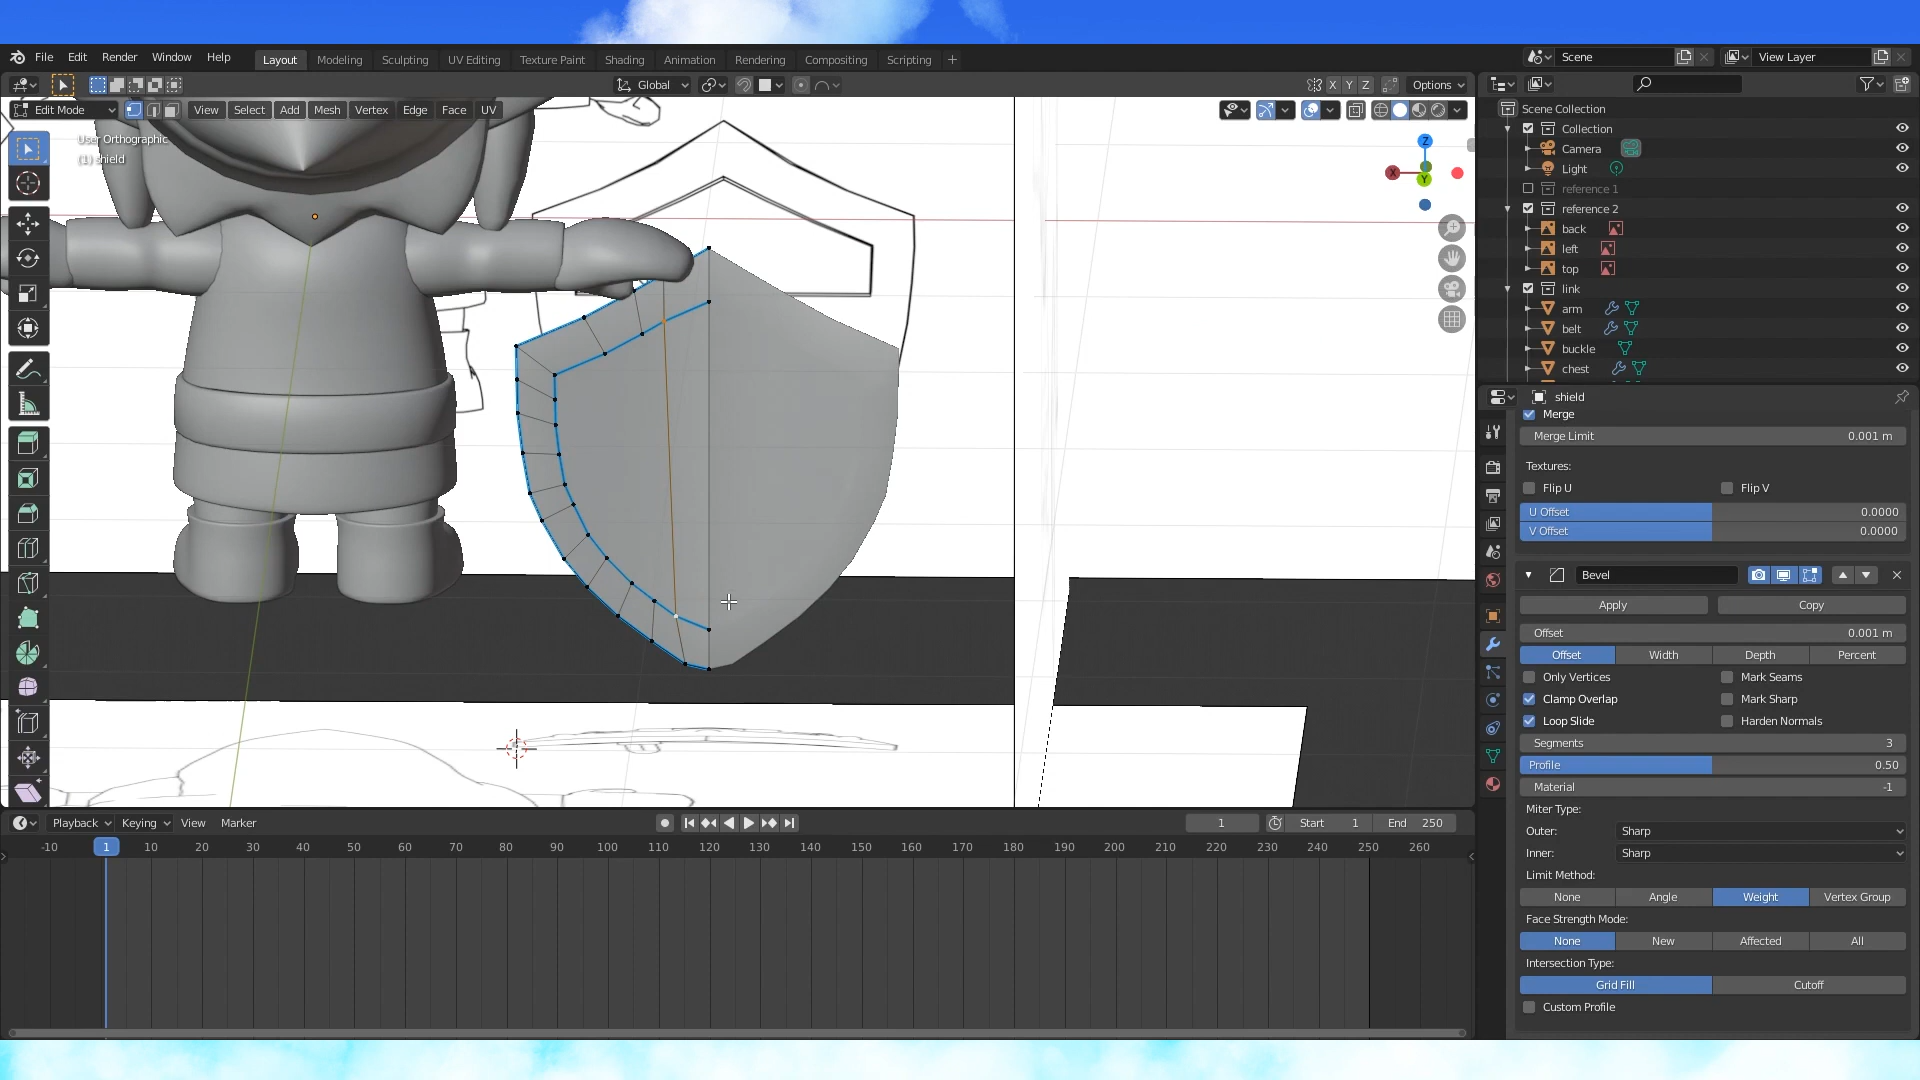 File Edit Render Window Help Layout Modeling Sculpting UV Editing Texture Paint Shading Animation Rendering Compositing Scripting + Scene View Layer
Global X Y Z Options
Edit Mode View Select Add Mesh Vertex Edge Face UV
User Orthographic
(1) shield
Z
X
Y
Scene Collection
Collection
Camera
Light
reference 1
reference 2
back
left
top
link
arm
belt
buckle
chest
shield
Merge
Merge Limit 0.001 m
Textures:
Flip U Flip V
U Offset 0.0000
V Offset 0.0000
Bevel
Apply Copy
Offset 0.001 m
Offset Width Depth Percent
Only Vertices Mark Seams
Clamp Overlap Mark Sharp
Loop Slide Harden Normals
Segments 3
Profile 0.50
Material -1
Miter Type:
Outer: Sharp
Inner: Sharp
Limit Method:
None Angle Weight Vertex Group
Face Strength Mode:
None New Affected All
Intersection Type:
Grid Fill Cutoff
Custom Profile
Playback Keying View Marker 1 Start 1 End 250
-10 1 10 20 30 40 50 60 70 80 90 100 110 120 130 140 150 160 170 180 190 200 210 220 230 240 250 260